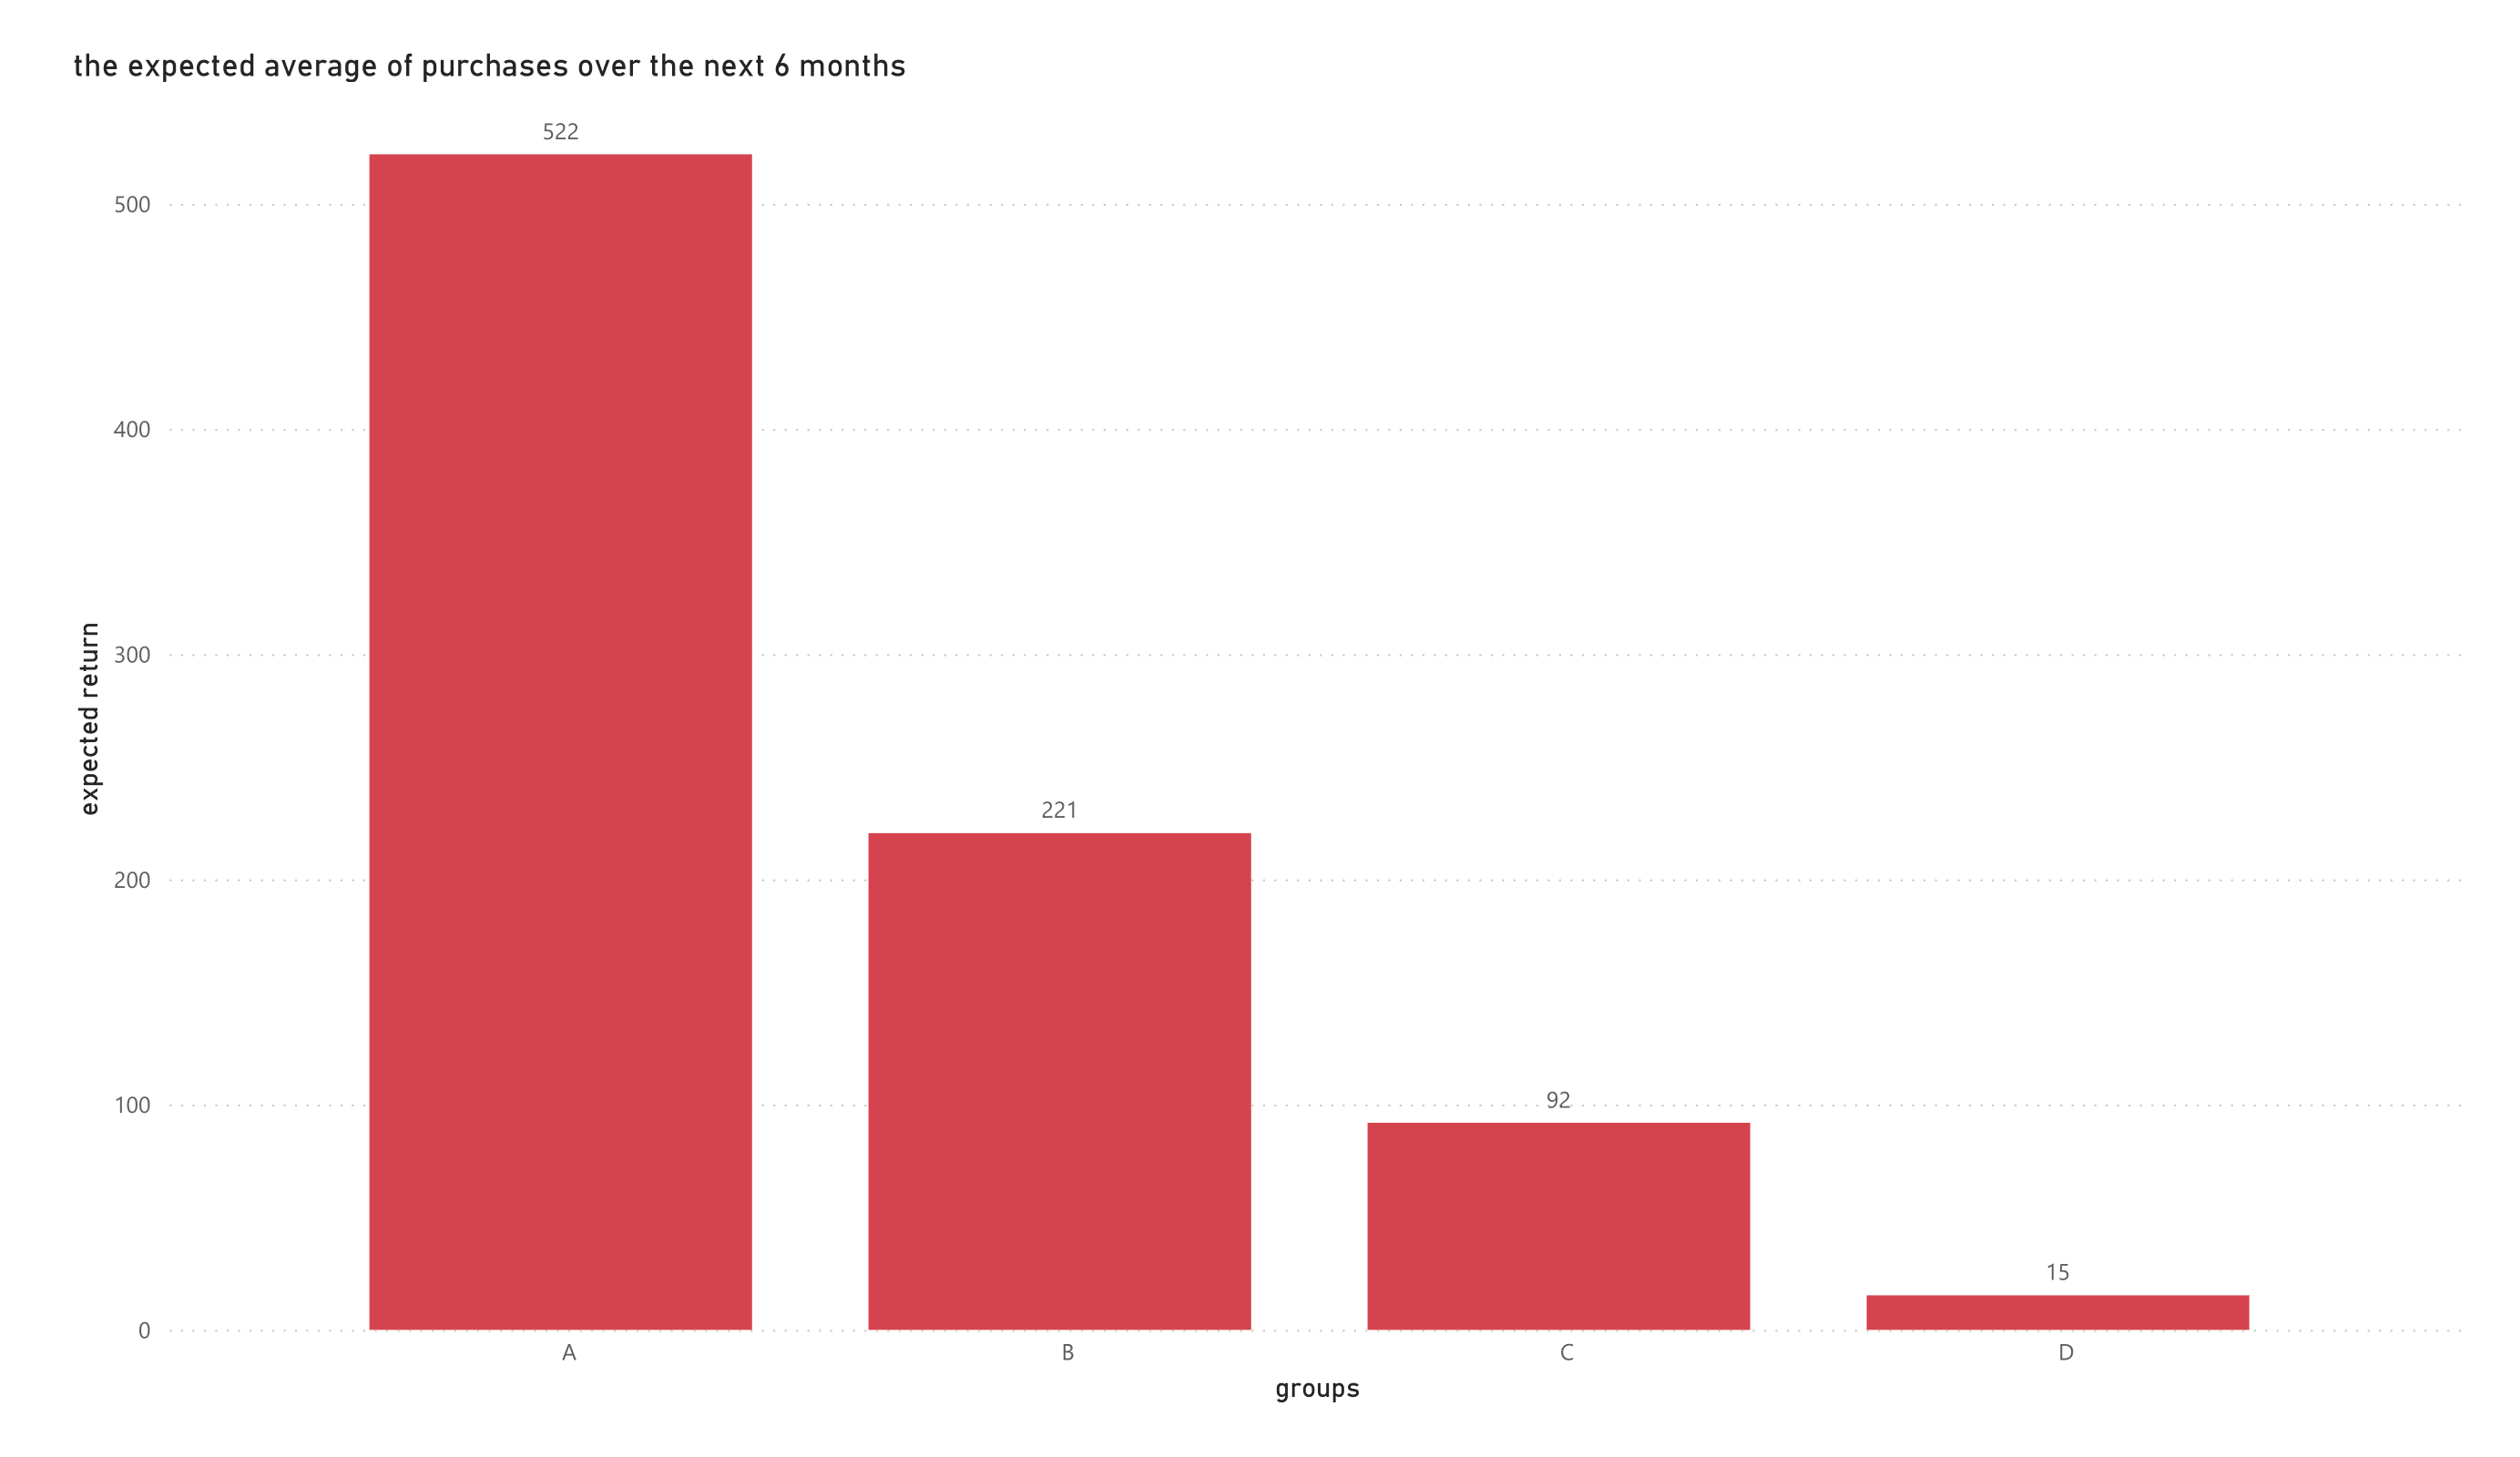 the expected average of purchases over the next 6 months
522
500
400
300
expected return
221
200
100
92
15
0
A
B
C
D
groups